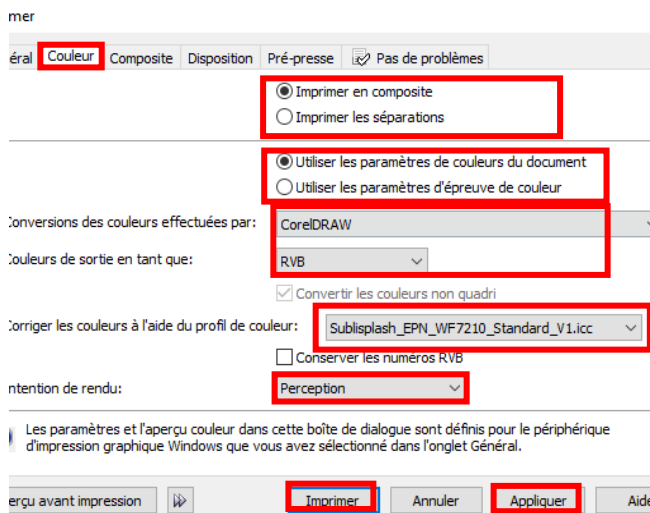 mer
éral Couleur Composite Disposition Pré-presse Pas de problèmes
Imprimer en composite
Imprimer les séparations
Utiliser les paramètres de couleurs du document
Utiliser les paramètres d'épreuve de couleur
Conversions des couleurs effectuées par: CorelDRAW
Couleurs de sortie en tant que: RVB
Convertir les couleurs non quadri
Corriger les couleurs à l'aide du profil de couleur: Sublisplash_EPN_WF7210_Standard_V1.icc
Conserver les numéros RVB
ntention de rendu: Perception
Les paramètres et l'aperçu couleur dans cette boîte de dialogue sont définis pour le périphérique
d'impression graphique Windows que vous avez sélectionné dans l'onglet Général.
erçu avant impression Imprimer Annuler Appliquer Aide